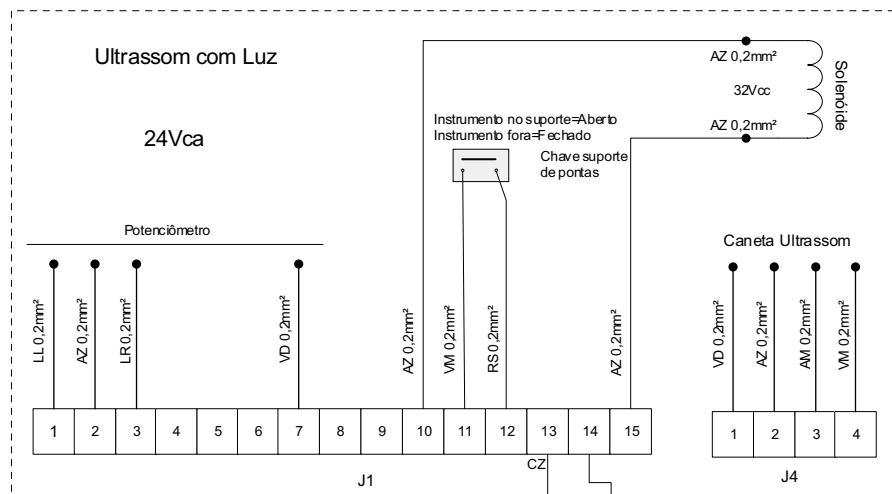 Ultrassom com Luz
24Vca
AZ 0,2mm²
32Vcc
AZ 0,2mm²
Solenóide
Instrumento no suporte=Aberto
Instrumento fora=Fechado
Chave suporte
de pontas
Potenciômetro
Caneta Ultrassom
LL 0,2mm²
AZ 0,2mm²
LR 0,2mm²
VD 0,2mm²
AZ 0,2mm²
VM 0,2mm²
RS 0,2mm²
AZ 0,2mm²
VD 0,2mm²
AZ 0,2mm²
AM 0,2mm²
VM 0,2mm²
1 2 3 4 5 6 7 8 9 10 11 12 13 14 15
1 2 3 4
CZ
J1
J4